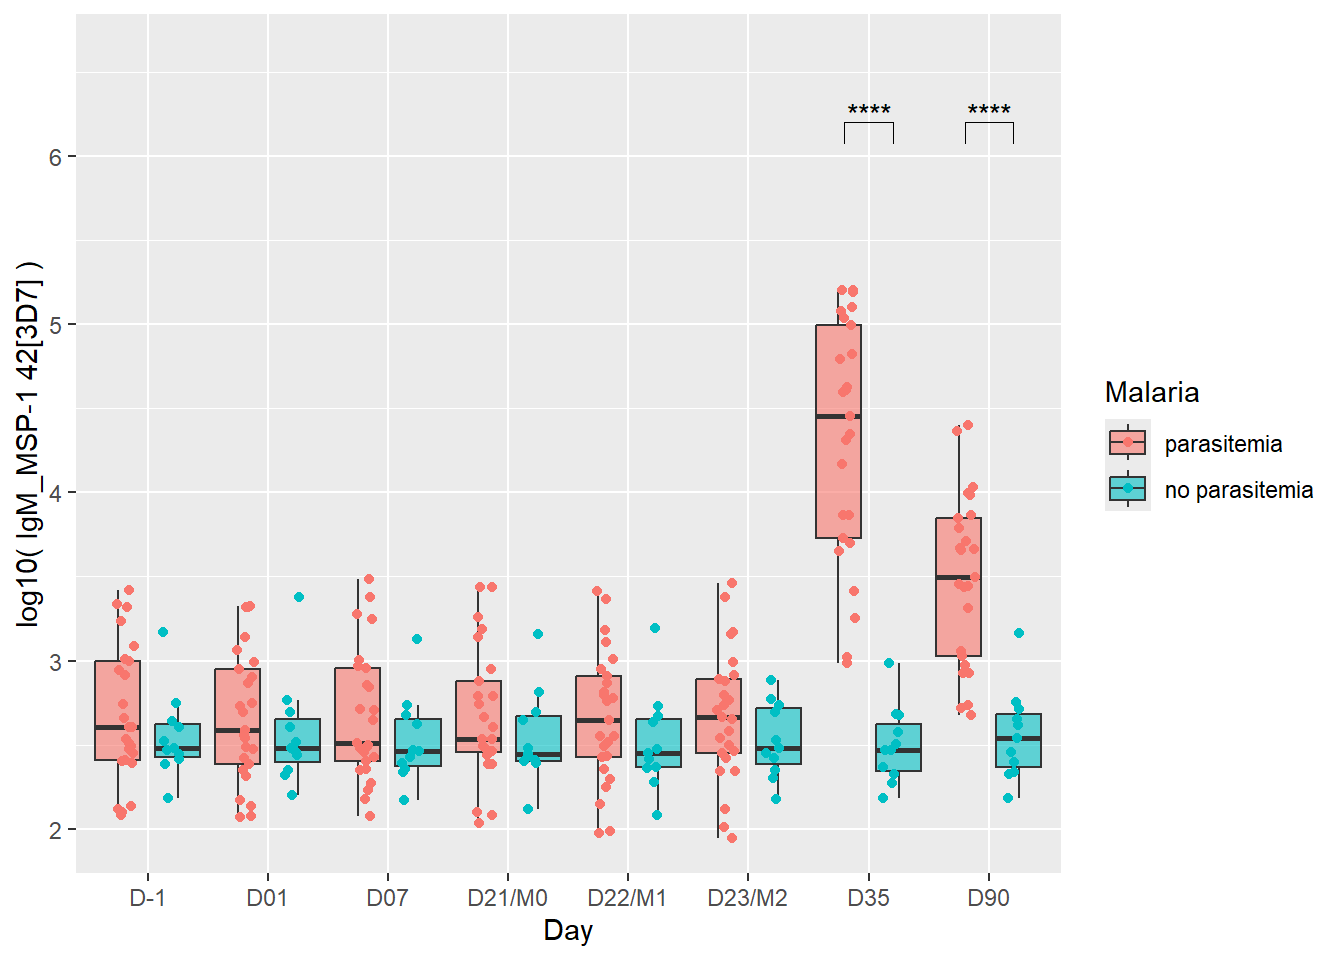 **** ****
6
5
4
3
2
log10( IgM_MSP-1 42[3D7] )
D-1 D01 D07 D21/M0 D22/M1 D23/M2 D35 D90
Day
Malaria
parasitemia
no parasitemia